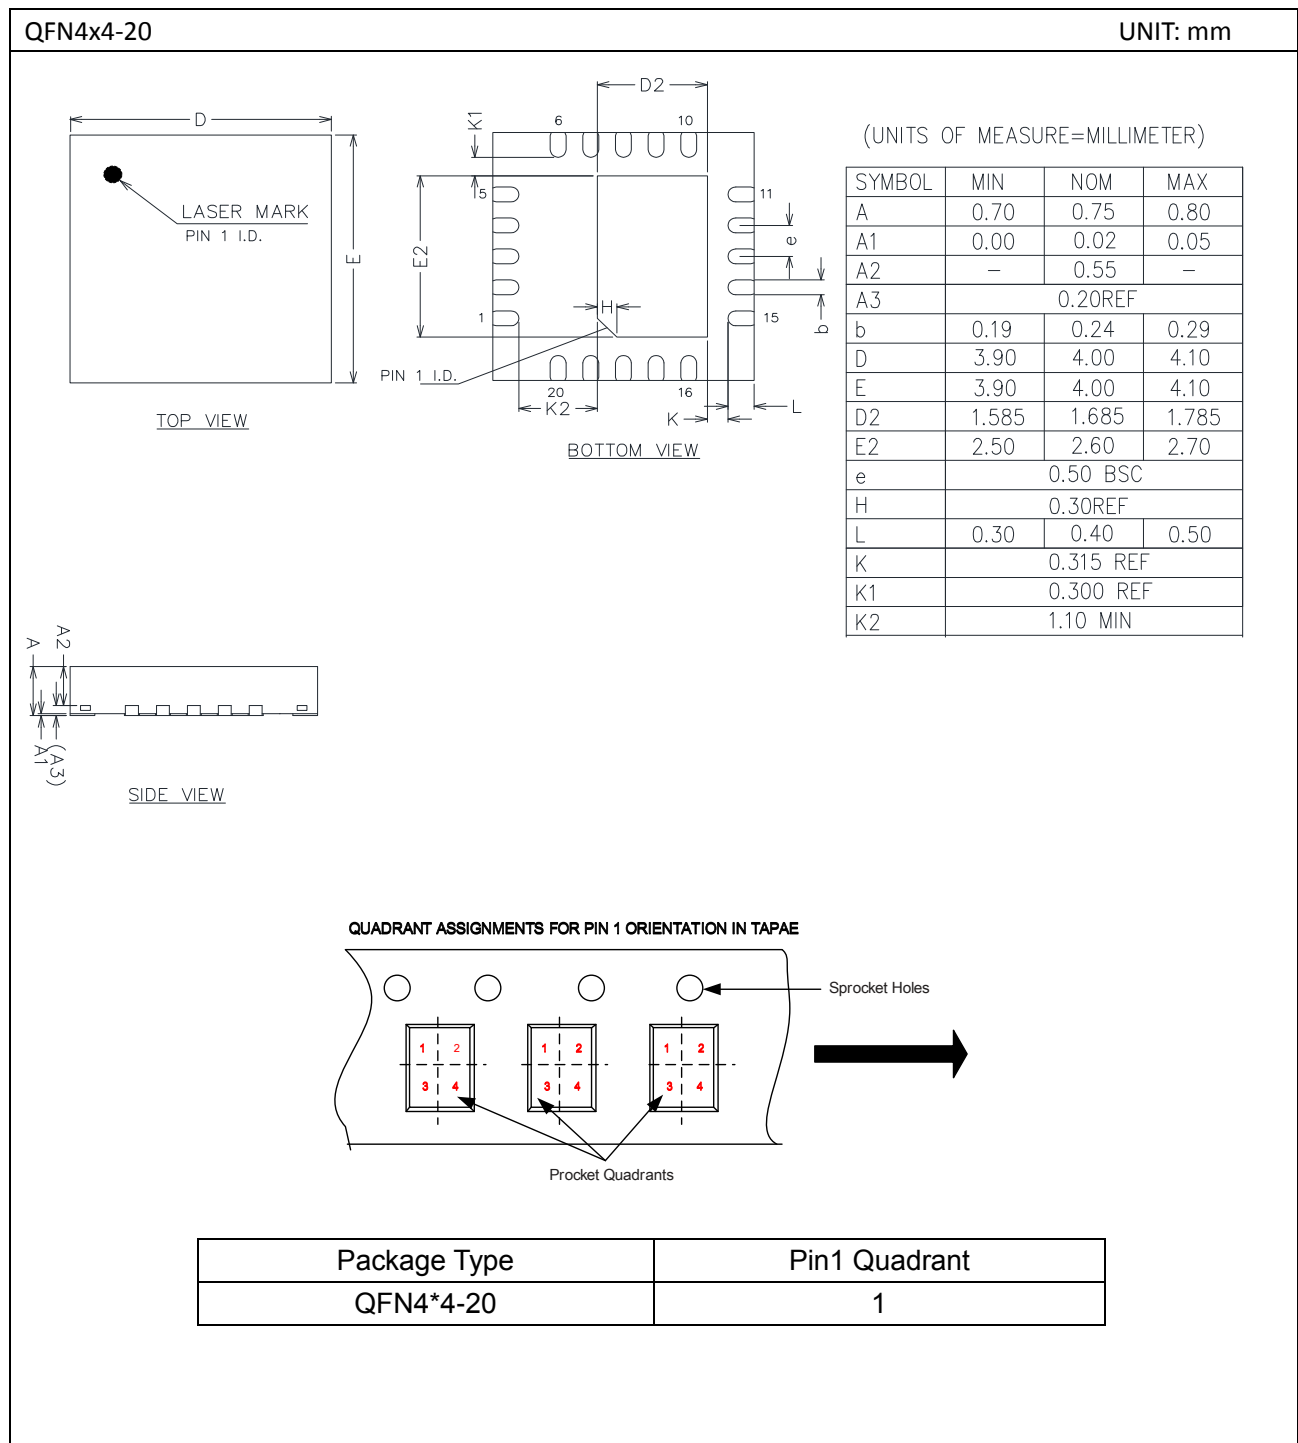 QFN4x4-20 UNIT: mm
D
LASER MARK
PIN 1 I.D.
E
TOP VIEW
D2
K1
6 10
5 11
E2
e
H
1 15
b
PIN 1 I.D.
20 16
K2
K
L
BOTTOM VIEW
(UNITS OF MEASURE=MILLIMETER)
SYMBOL MIN NOM MAX
A 0.70 0.75 0.80
A1 0.00 0.02 0.05
A2 – 0.55 –
A3 0.20REF
b 0.19 0.24 0.29
D 3.90 4.00 4.10
E 3.90 4.00 4.10
D2 1.585 1.685 1.785
E2 2.50 2.60 2.70
e 0.50 BSC
H 0.30REF
L 0.30 0.40 0.50
K 0.315 REF
K1 0.300 REF
K2 1.10 MIN
A A2
A1 (A3)
SIDE VIEW
QUADRANT ASSIGNMENTS FOR PIN 1 ORIENTATION IN TAPAE
Sprocket Holes
1 2 1 2 1 2
3 4 3 4 3 4
Procket Quadrants
Package Type Pin1 Quadrant
QFN4*4-20 1